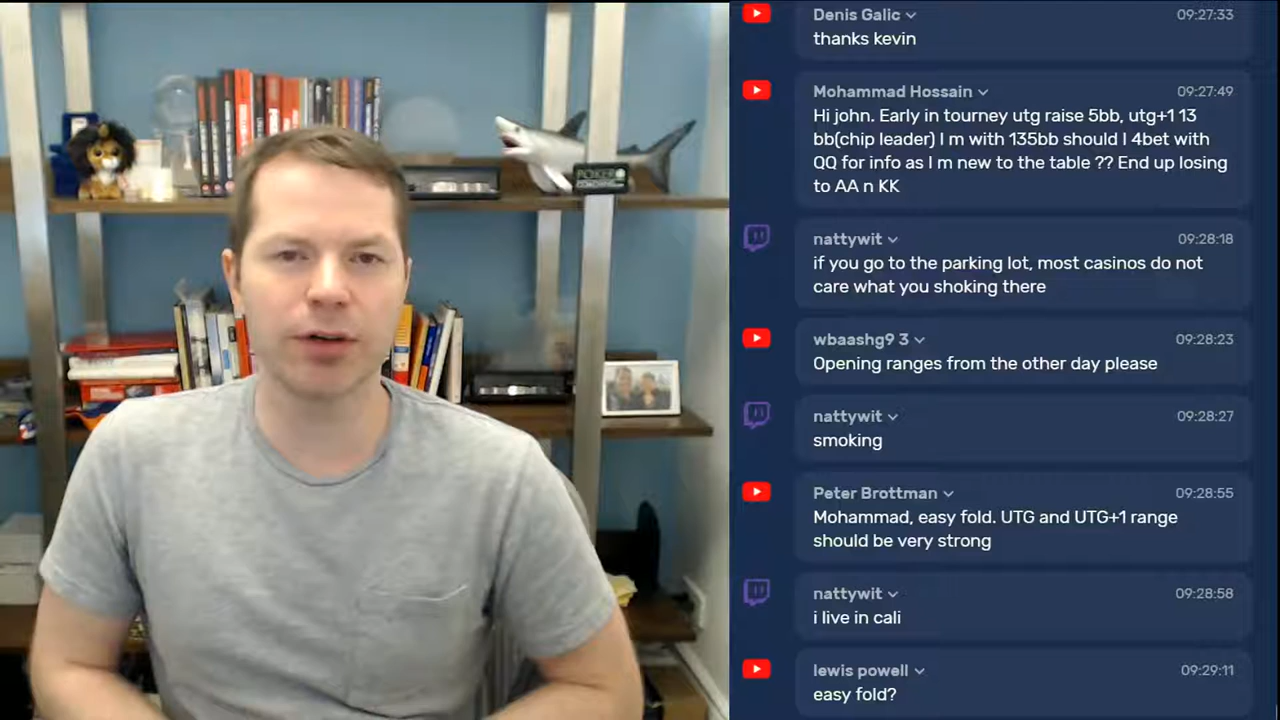 Denis Galic
09:27:33
thanks kevin
Mohammad Hossain
09:27:49
Hi john. Early in tourney utg raise 5bb, utg+1 13
bb(chip leader) I m with 135bb should I 4bet with
QQ for info as I m new to the table ?? End up losing
to AA n KK
nattywit
09:28:18
if you go to the parking lot, most casinos do not
care what you shoking there
wbaashg9 3
09:28:23
Opening ranges from the other day please
nattywit
09:28:27
smoking
Peter Brottman
09:28:55
Mohammad, easy fold. UTG and UTG+1 range
should be very strong
nattywit
09:28:58
i live in cali
lewis powell
09:29:11
easy fold?
POKER